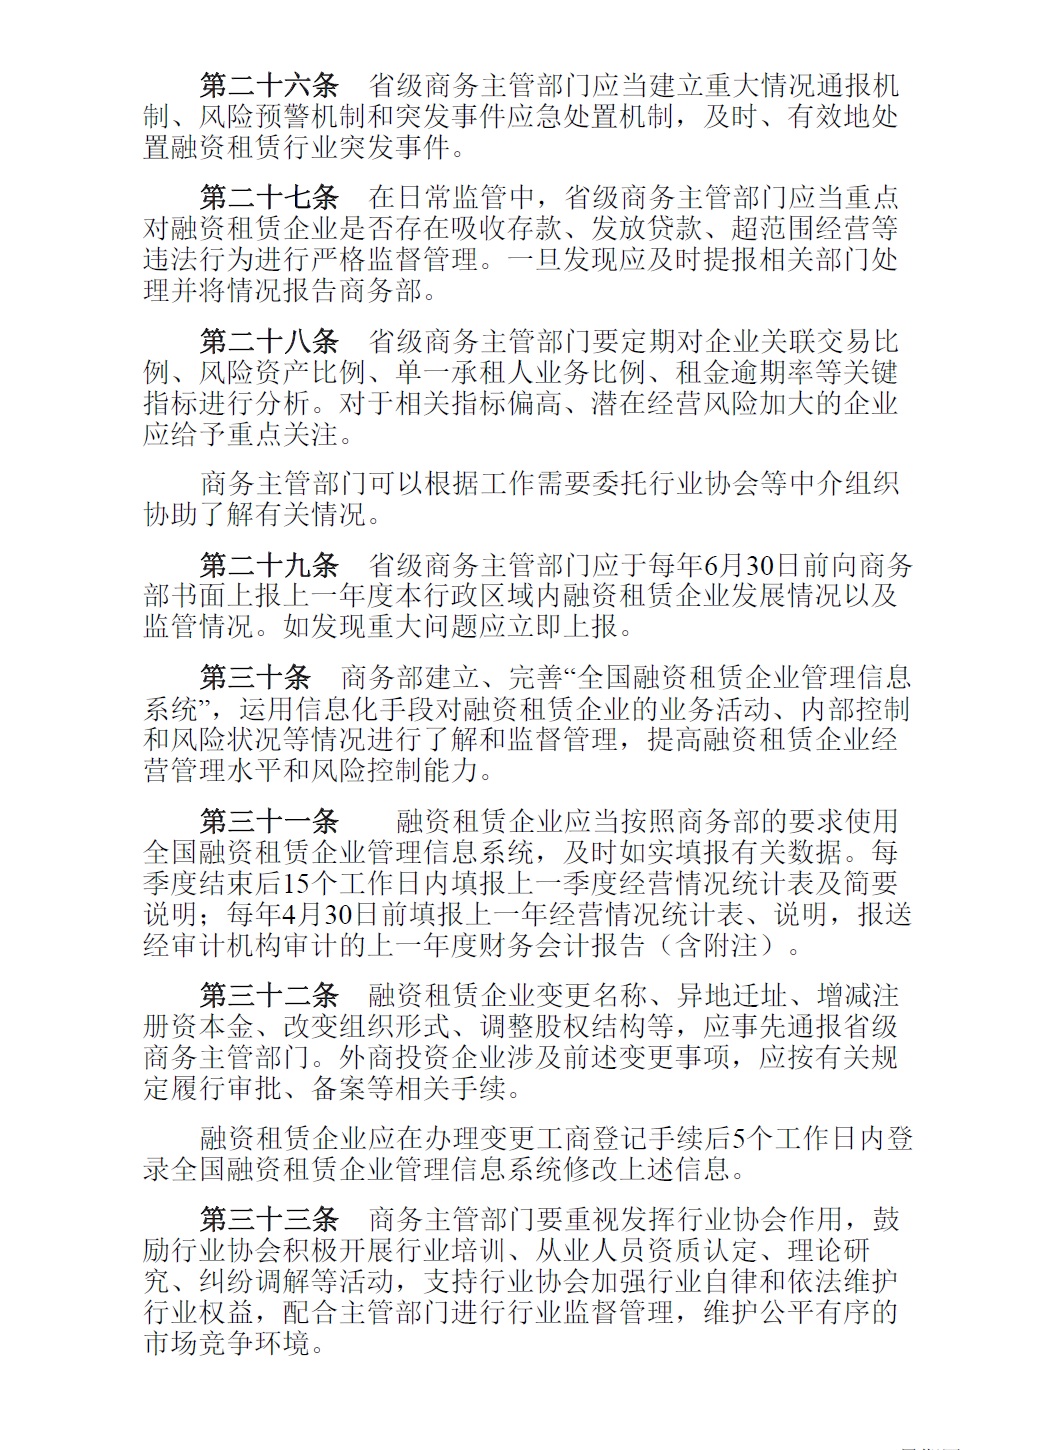 第二十六条　省级商务主管部门应当建立重大情况通报机
制、风险预警机制和突发事件应急处置机制，及时、有效地处
置融资租赁行业突发事件。
第二十七条　在日常监管中，省级商务主管部门应当重点
对融资租赁企业是否存在吸收存款、发放贷款、超范围经营等
违法行为进行严格监督管理。一旦发现应及时提报相关部门处
理并将情况报告商务部。
第二十八条　省级商务主管部门要定期对企业关联交易比
例、风险资产比例、单一承租人业务比例、租金逾期率等关键
指标进行分析。对于相关指标偏高、潜在经营风险加大的企业
应给予重点关注。
商务主管部门可以根据工作需要委托行业协会等中介组织
协助了解有关情况。
第二十九条　省级商务主管部门应于每年6月30日前向商务
部书面上报上一年度本行政区域内融资租赁企业发展情况以及
监管情况。如发现重大问题应立即上报。
第三十条　商务部建立、完善“全国融资租赁企业管理信息
系统”，运用信息化手段对融资租赁企业的业务活动、内部控制
和风险状况等情况进行了解和监督管理，提高融资租赁企业经
营管理水平和风险控制能力。
第三十一条　　融资租赁企业应当按照商务部的要求使用
全国融资租赁企业管理信息系统，及时如实填报有关数据。每
季度结束后15个工作日内填报上一季度经营情况统计表及简要
说明；每年4月30日前填报上一年经营情况统计表、说明，报送
经审计机构审计的上一年度财务会计报告（含附注）。
第三十二条　融资租赁企业变更名称、异地迁址、增减注
册资本金、改变组织形式、调整股权结构等，应事先通报省级
商务主管部门。外商投资企业涉及前述变更事项，应按有关规
定履行审批、备案等相关手续。
融资租赁企业应在办理变更工商登记手续后5个工作日内登
录全国融资租赁企业管理信息系统修改上述信息。
第三十三条　商务主管部门要重视发挥行业协会作用，鼓
励行业协会积极开展行业培训、从业人员资质认定、理论研
究、纠纷调解等活动，支持行业协会加强行业自律和依法维护
行业权益，配合主管部门进行行业监督管理，维护公平有序的
市场竞争环境。